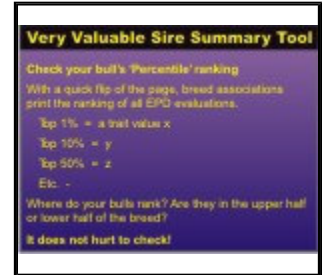 Very Valuable Sire Summary Tool
Check your bull's 'Percentile' ranking
With a quick flip of the page, breed associations
print the ranking of all EPD evaluations.
Top 1% = a trait value x
Top 10% = y
Top 50% = z
Etc. -
Where do your bulls rank? Are they in the upper half
or lower half of the breed?
It does not hurt to check!